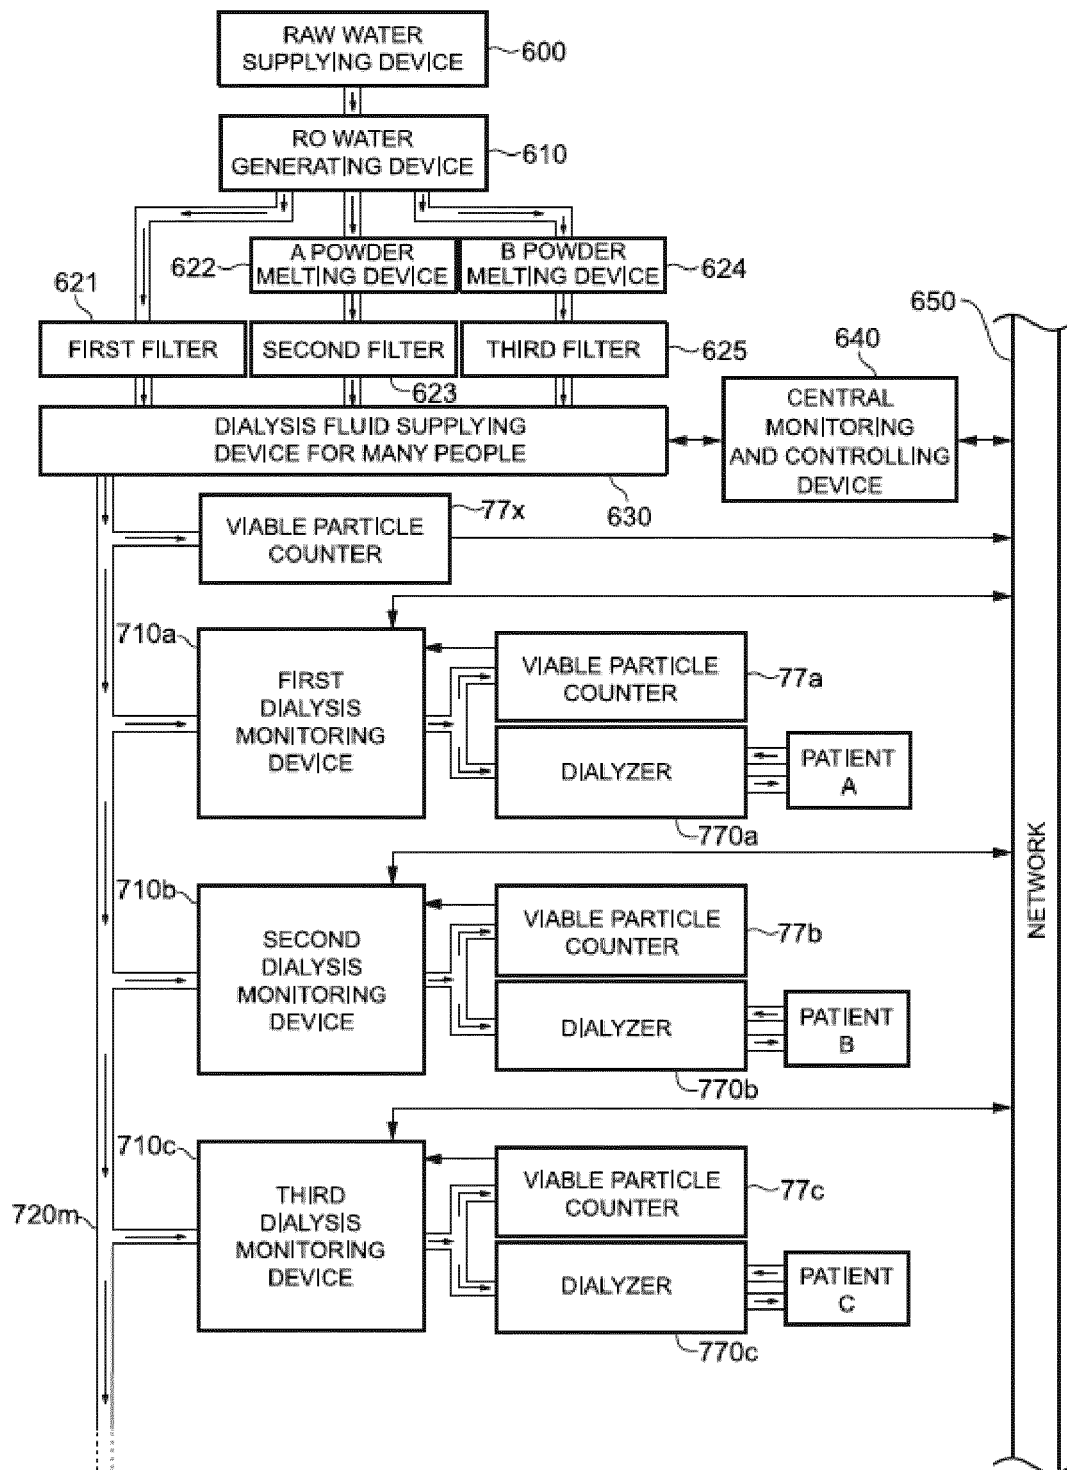 RAW WATER
SUPPLYING DEVICE
600
RO WATER
GENERATING DEVICE
610
A POWDER
MELTING DEVICE
622
B POWDER
MELTING DEVICE
624
621
FIRST FILTER
SECOND FILTER
623
THIRD FILTER
625
650
640
DIALYSIS FLUID SUPPLYING
DEVICE FOR MANY PEOPLE
630
CENTRAL
MONITORING
AND CONTROLLING
DEVICE
VIABLE PARTICLE
COUNTER
77x
710a
FIRST
DIALYSIS
MONITORING
DEVICE
VIABLE PARTICLE
COUNTER
77a
DIALYZER
770a
PATIENT
A
NETWORK
710b
SECOND
DIALYSIS
MONITORING
DEVICE
VIABLE PARTICLE
COUNTER
77b
DIALYZER
770b
PATIENT
B
710c
THIRD
DIALYSIS
MONITORING
DEVICE
VIABLE PARTICLE
COUNTER
77c
DIALYZER
770c
PATIENT
C
720m